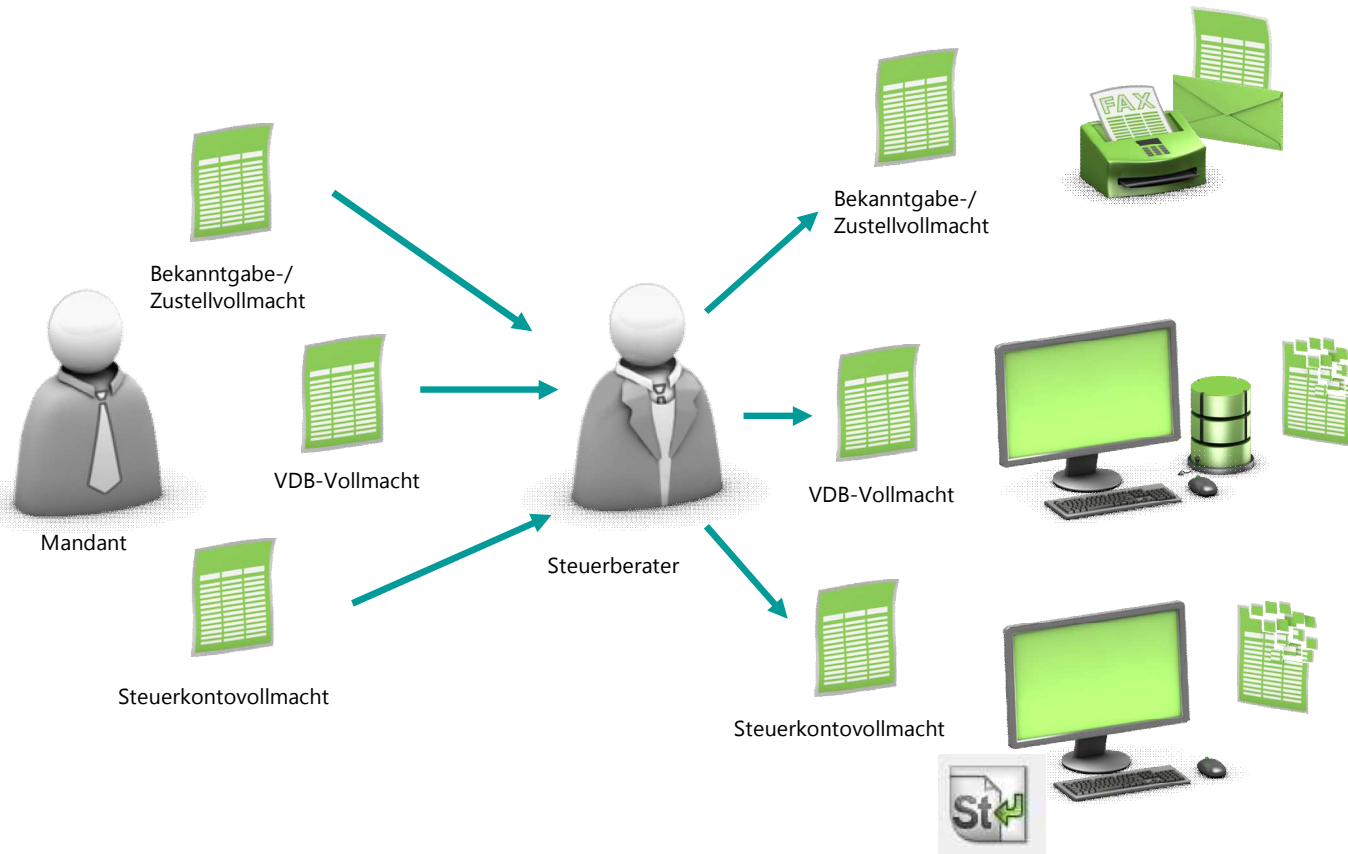 FAX
Bekanntgabe-/
Zustellvollmacht
Bekanntgabe-/
Zustellvollmacht
VDB-Vollmacht
VDB-Vollmacht
Mandant
Steuerberater
Steuerkontovollmacht
Steuerkontovollmacht
St